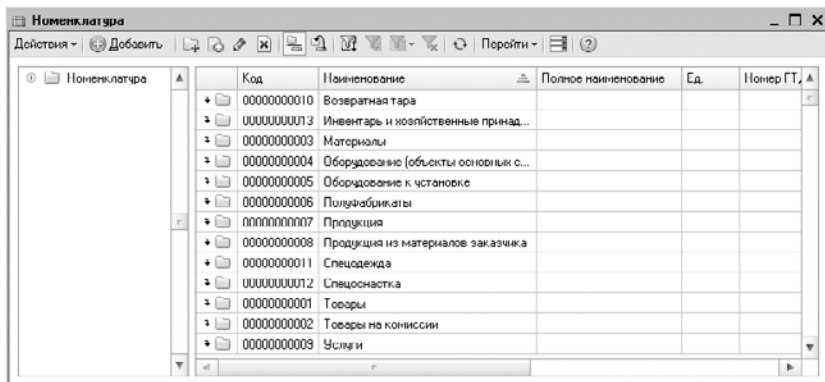 Номенклатура
Действия Добавить Перейти
Номенклатура
Код Наименование Полное наименование Ед. Номер ГТД
00000000010 Возвратная тара
00000000013 Инвентарь и хозяйственные принад...
00000000003 Материалы
00000000004 Оборудование (объекты основных с...
00000000005 Оборудование к установке
00000000006 Полуфабрикаты
00000000007 Продукция
00000000008 Продукция из материалов заказчика
00000000011 Спецодежда
00000000012 Спецоснастка
00000000001 Товары
00000000002 Товары на комиссии
00000000009 Услуги